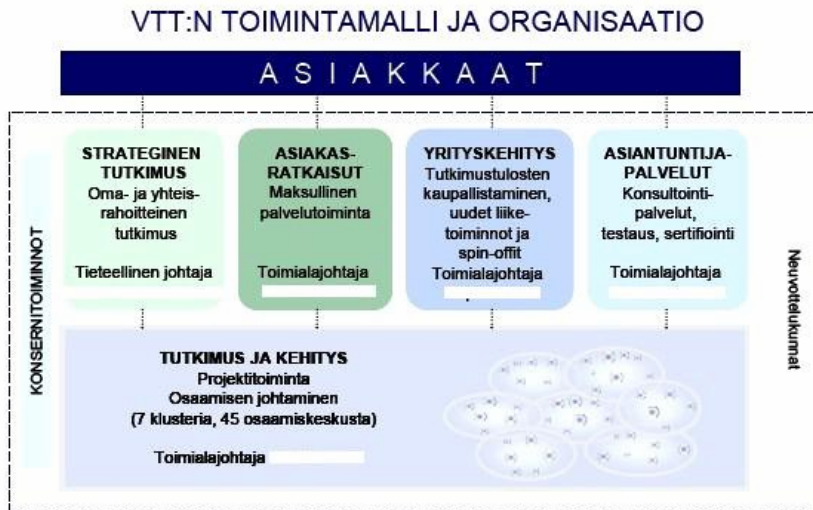 VTT:N TOIMINTAMALLI JA ORGANISAATIO
ASIAKKAAT
KONSERNITOIMINNOT
STRATEGINEN
TUTKIMUS
Oma- ja yhteis-
rahoitteinen
tutkimus
Tieteellinen johtaja
ASIAKAS-
RATKAISUT
Maksullinen
palvelutoiminta
Toimialajohtaja
YRITYSKEHITYS
Tutkimustulosten
kaupallistaminen,
uudet liike-
toiminnot ja
spin-offit
Toimialajohtaja
ASIANTUNTIJA-
PALVELUT
Konsultointi-
palvelut,
testaus, sertifiointi
Toimialajohtaja
Neuvottelukunnat
TUTKIMUS JA KEHITYS
Projektitoiminta
Osaamisen johtaminen
(7 klusteria, 45 osaamiskeskusta)
Toimialajohtaja